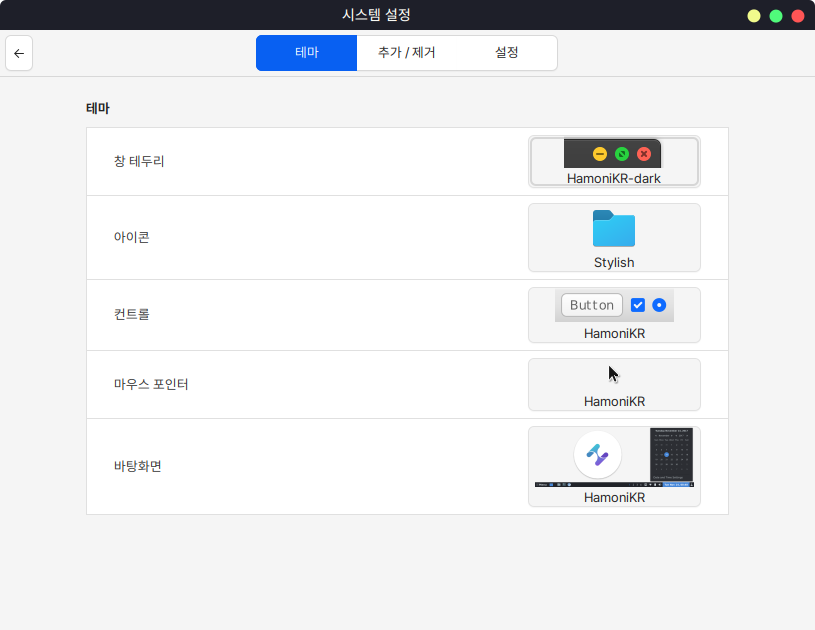 시스템 설정
테마
추가 / 제거
설정
테마
창 테두리
HamoniKR-dark
아이콘
Stylish
컨트롤
Button
HamoniKR
마우스 포인터
HamoniKR
바탕화면
HamoniKR